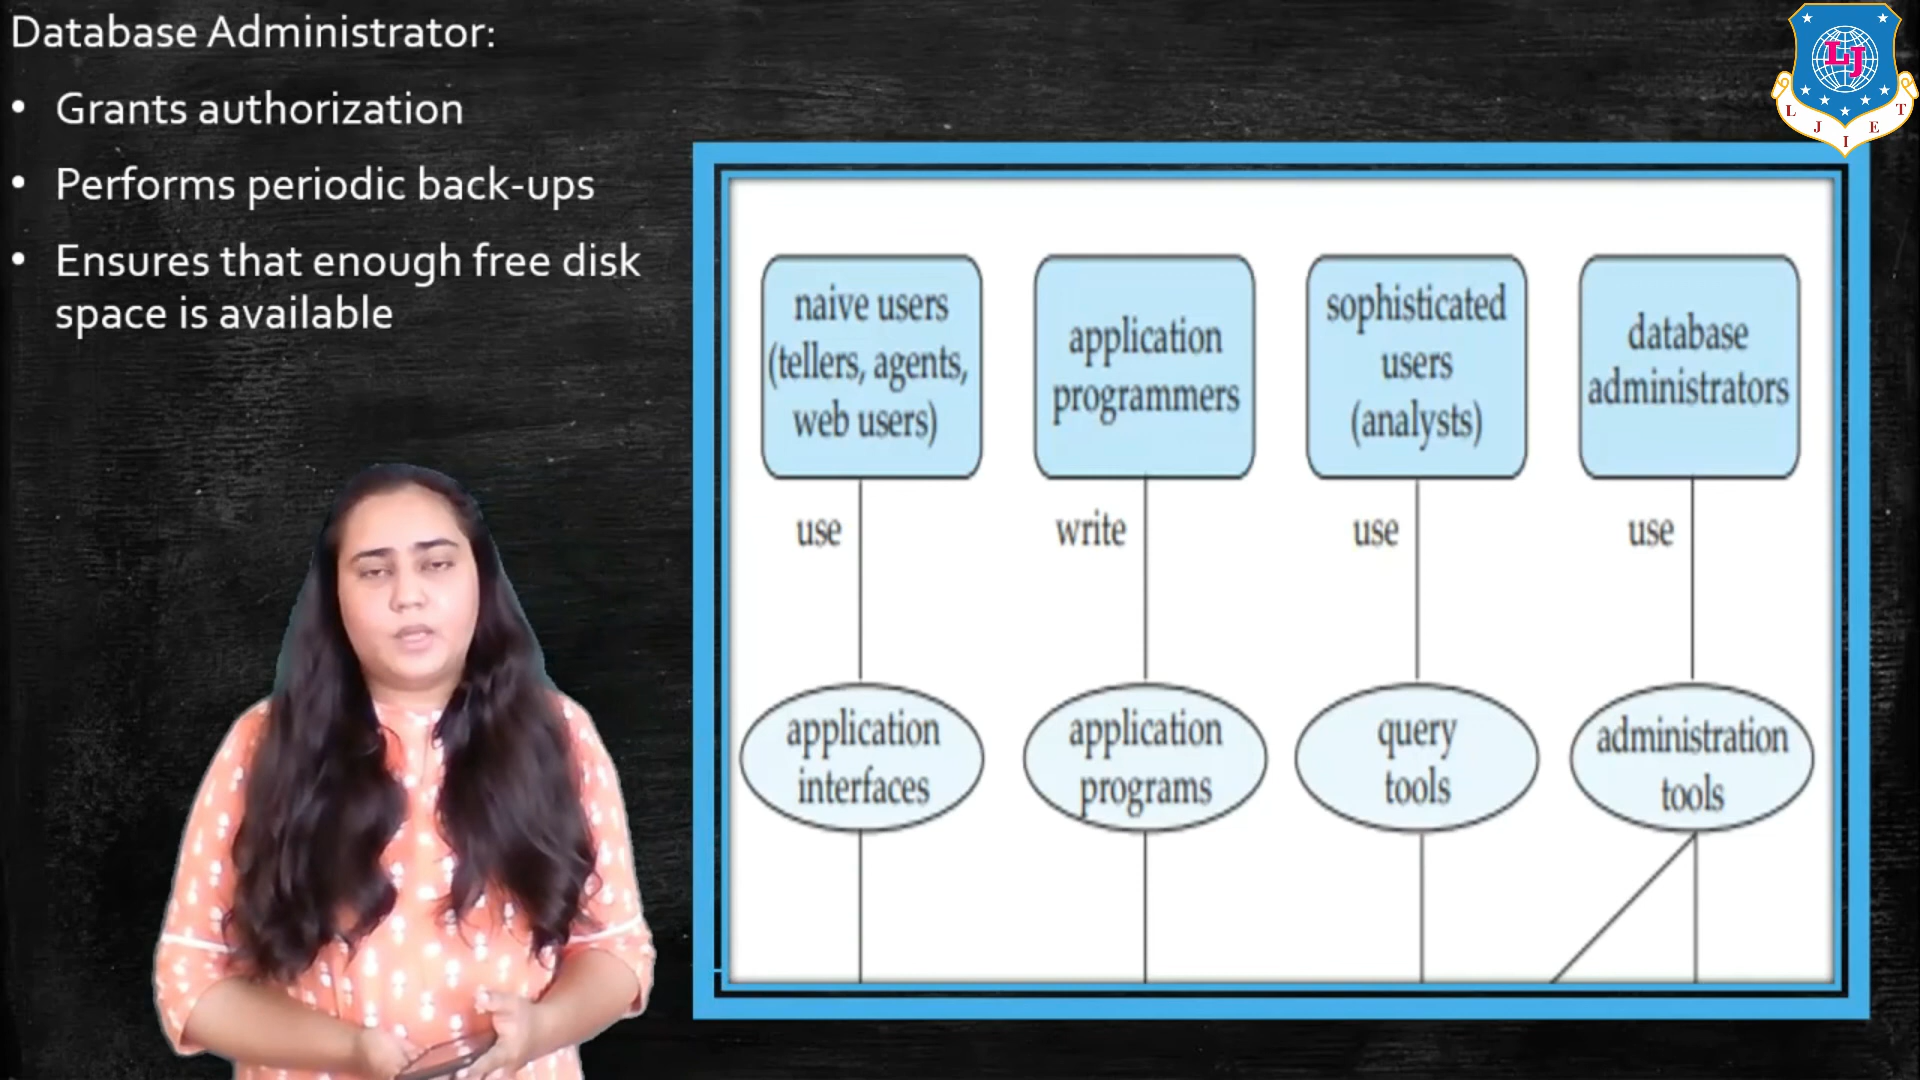 Database Administrator:
• Grants authorization
• Performs periodic back-ups
• Ensures that enough free disk
space is available
LJ
L J I E T
naive users
(tellers, agents,
web users)
application
programmers
sophisticated
users
(analysts)
database
administrators
use
write
use
use
application
interfaces
application
programs
query
tools
administration
tools